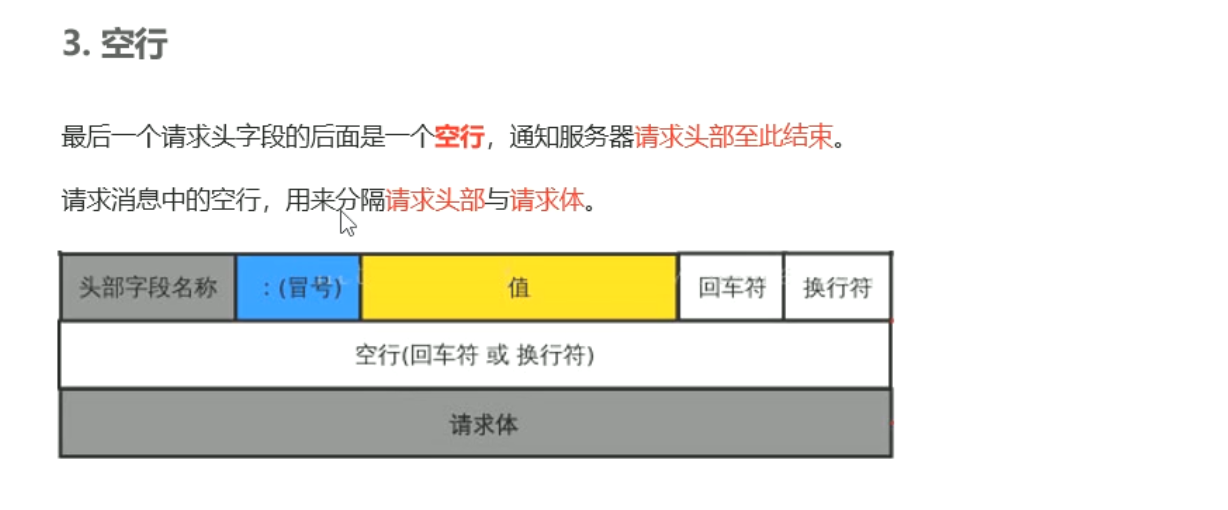 3. 空行
最后一个请求头字段的后面是一个空行，通知服务器请求头部至此结束。
请求消息中的空行，用来分隔请求头部与请求体。
头部字段名称 ：(冒号) 值 回车符 换行符
空行(回车符 或 换行符)
请求体